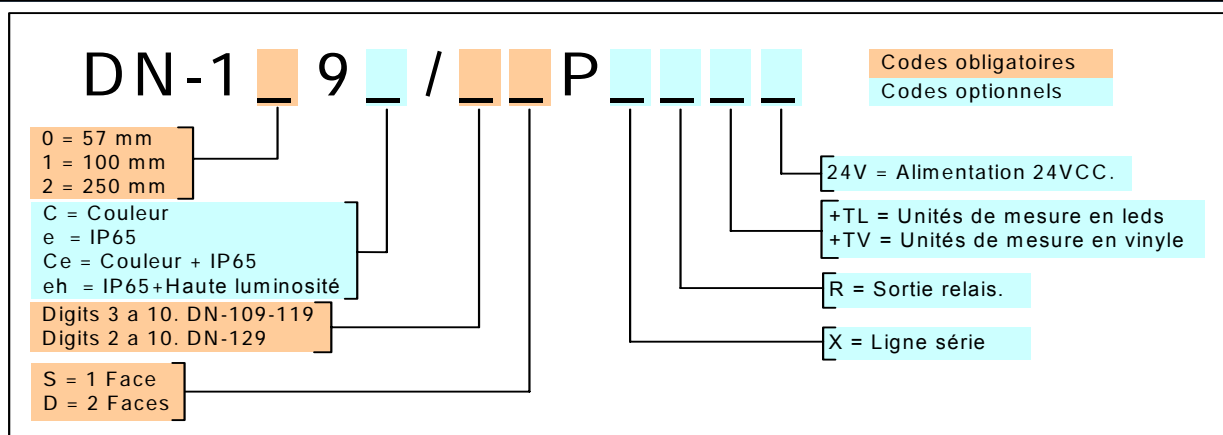 DN-1_ 9_ / _ _ P _ _ _ _
Codes obligatoires
Codes optionnels
0 = 57 mm
1 = 100 mm
2 = 250 mm
C = Couleur
e = IP65
Ce = Couleur + IP65
eh = IP65+Haute luminosité
Digits 3 a 10. DN-109-119
Digits 2 a 10. DN-129
S = 1 Face
D = 2 Faces
24V = Alimentation 24VCC.
+TL = Unités de mesure en leds
+TV = Unités de mesure en vinyle
R = Sortie relais.
X = Ligne série